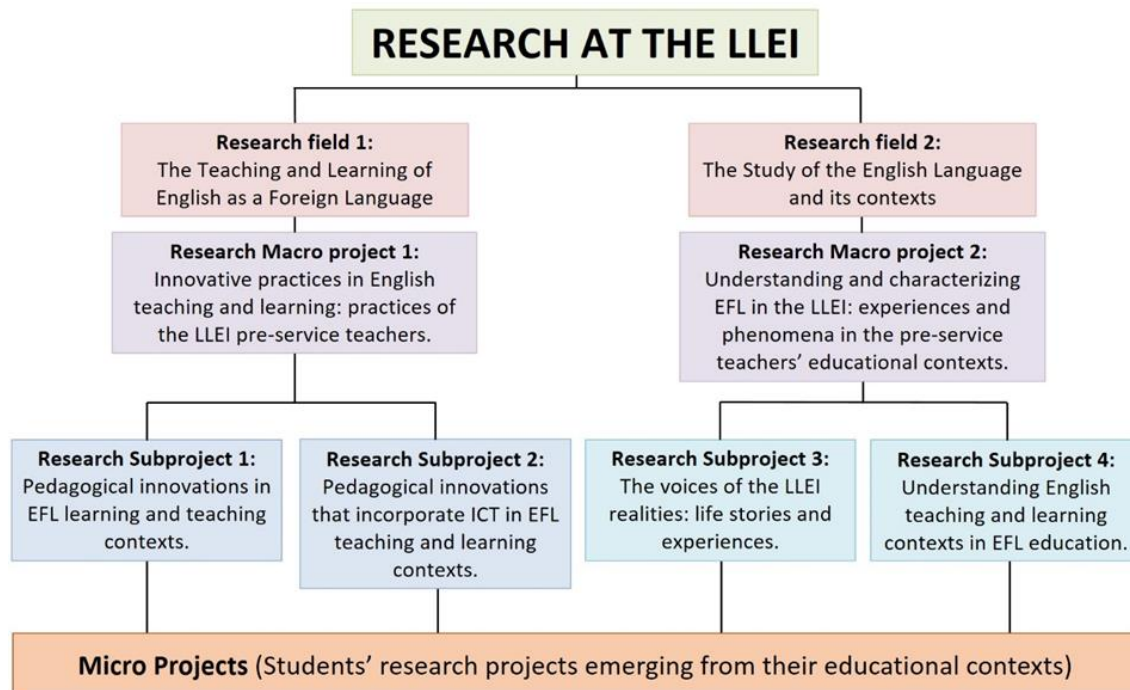 RESEARCH AT THE LLEI
Research field 1:
The Teaching and Learning of
English as a Foreign Language
Research field 2:
The Study of the English Language
and its contexts
Research Macro project 1:
Innovative practices in English
teaching and learning: practices of
the LLEI pre-service teachers.
Research Macro project 2:
Understanding and characterizing
EFL in the LLEI: experiences and
phenomena in the pre-service
teachers’ educational contexts.
Research Subproject 1:
Pedagogical innovations in
EFL learning and teaching
contexts.
Research Subproject 2:
Pedagogical innovations
that incorporate ICT in EFL
teaching and learning
contexts.
Research Subproject 3:
The voices of the LLEI
realities: life stories and
experiences.
Research Subproject 4:
Understanding English
teaching and learning
contexts in EFL education.
Micro Projects (Students’ research projects emerging from their educational contexts)